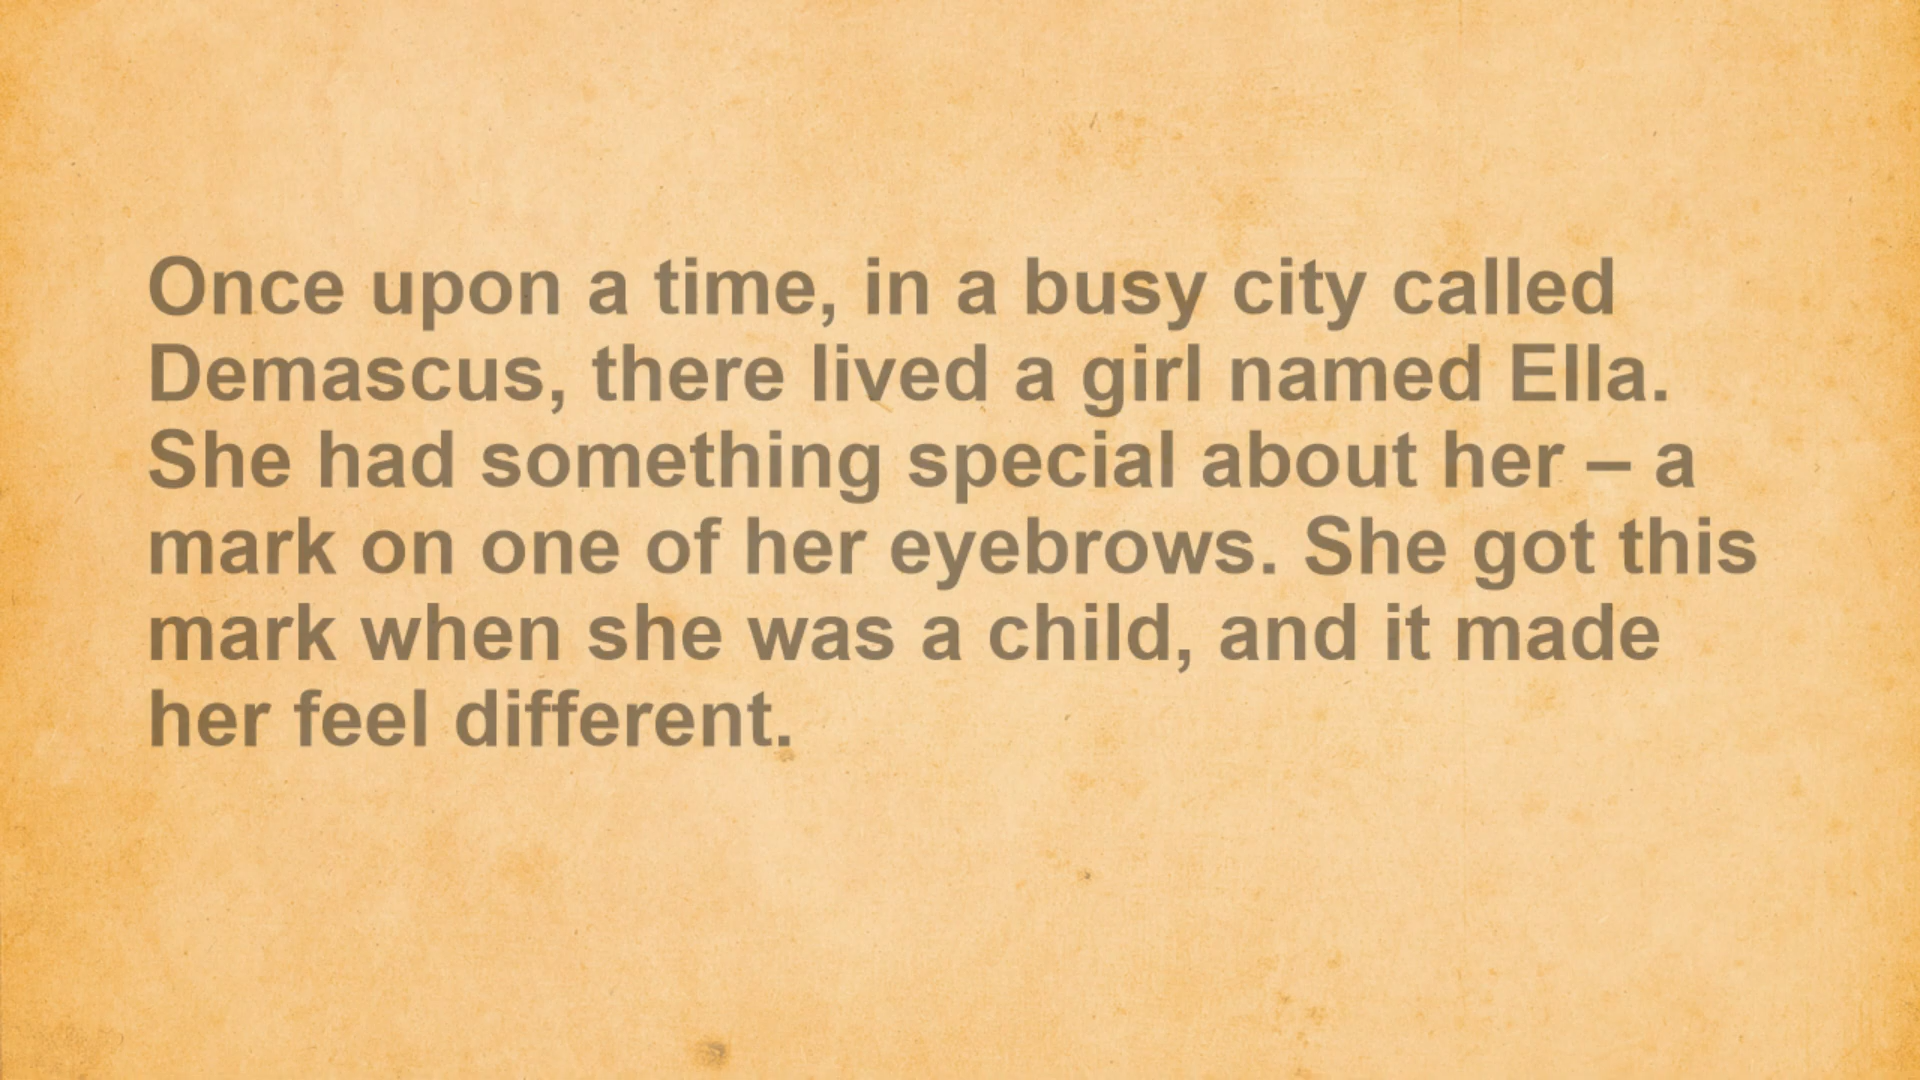 Once upon a time, in a busy city called
Demascus, there lived a girl named Ella.
She had something special about her – a
mark on one of her eyebrows. She got this
mark when she was a child, and it made
her feel different.